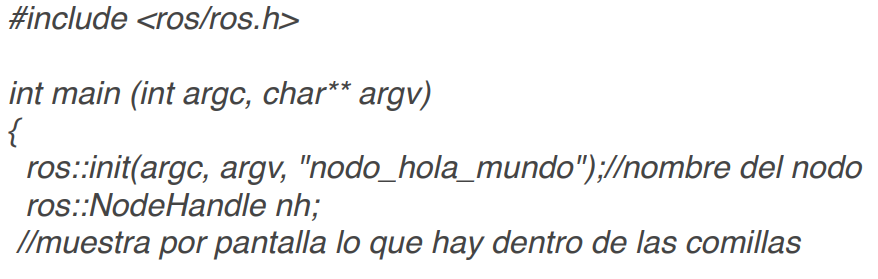 #include <ros/ros.h>
int main (int argc, char** argv)
{
ros::init(argc, argv, "nodo_hola_mundo");//nombre del nodo
ros::NodeHandle nh;
//muestra por pantalla lo que hay dentro de las comillas